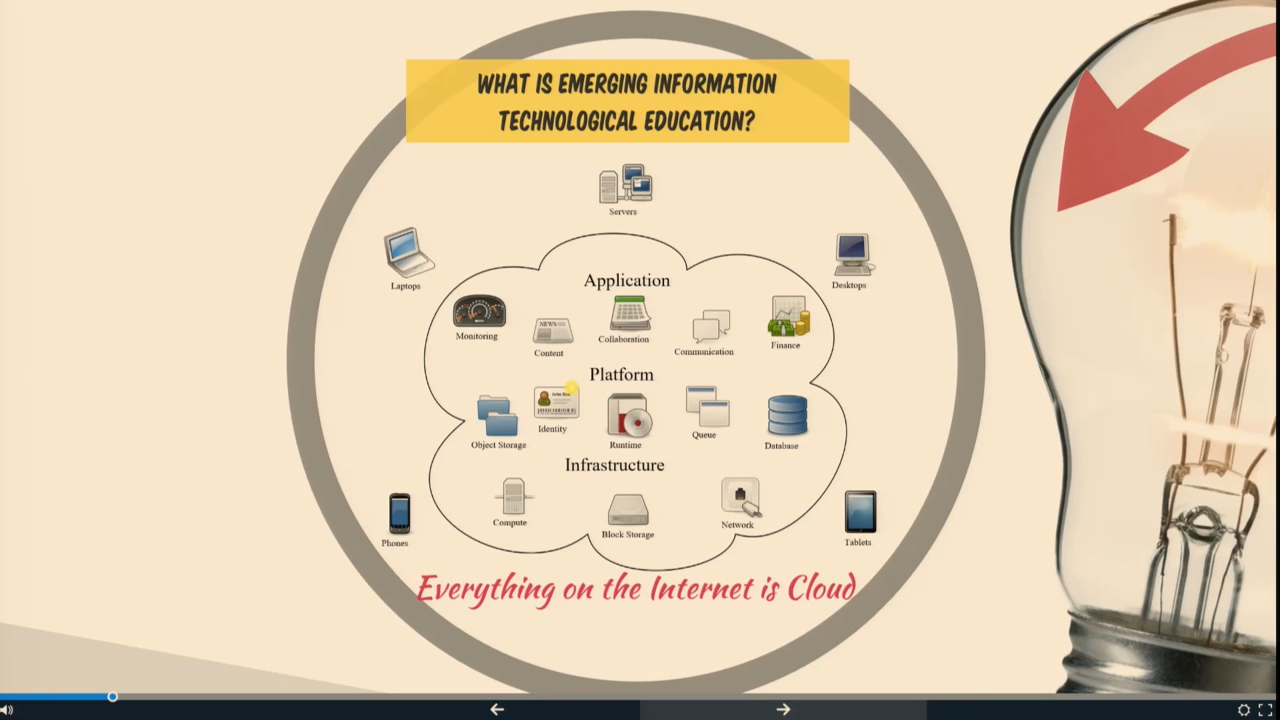 WHAT IS EMERGING INFORMATION
TECHNOLOGICAL EDUCATION?
Servers
Laptops
Desktops
Application
Monitoring
Content
Collaboration
Communication
Finance
NEWS
Platform
Object Storage
Identity
Runtime
Queue
Database
Infrastructure
Compute
Block Storage
Network
Phones
Tablets
Everything on the Internet is Cloud